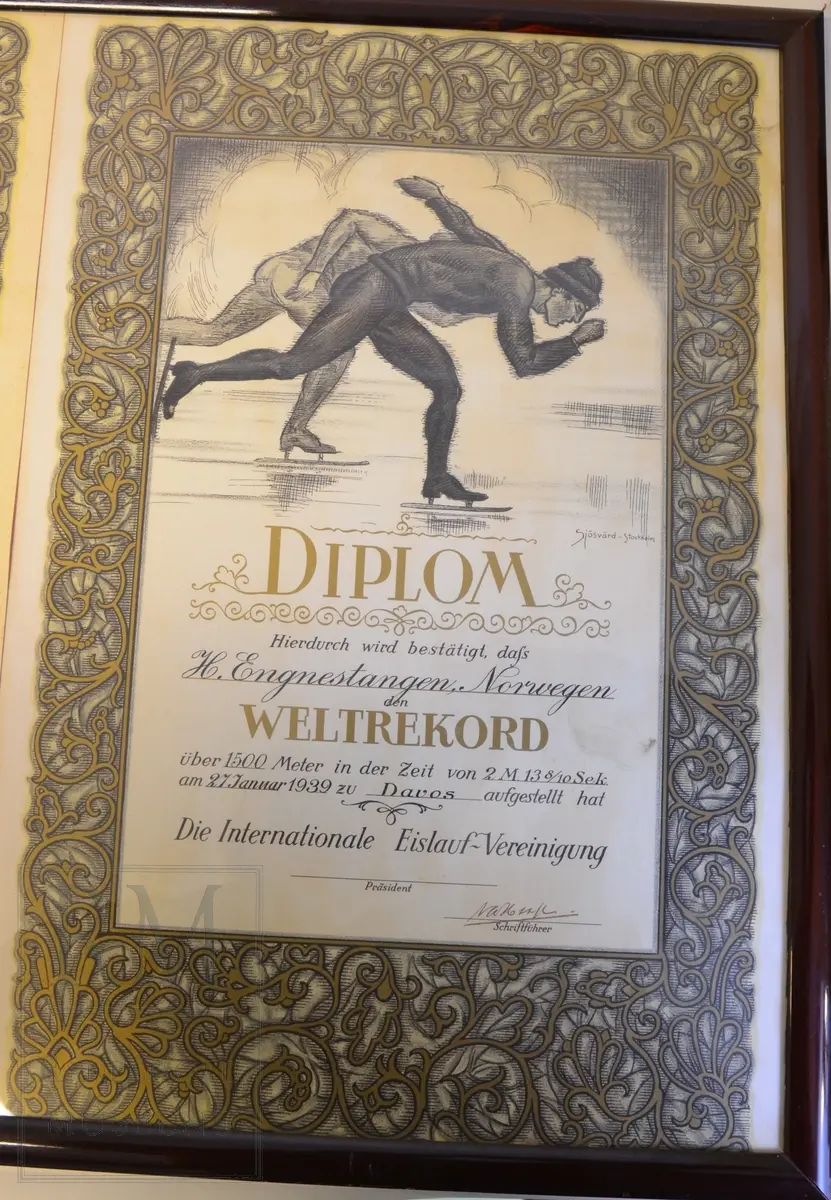 Sjösvärd - Stockholm
DIPLOM
Hierdurch wird bestätigt, daſs
H. Engnestangen, Norwegen
den
WELTREKORD
über 1500 Meter in der Zeit von 2 M 13 8/10 Sek
am 27. Januar 1939 zu Davos aufgestellt hat
Die Internationale Eislauf-Vereinigung
Präsident
Schriftführer
M